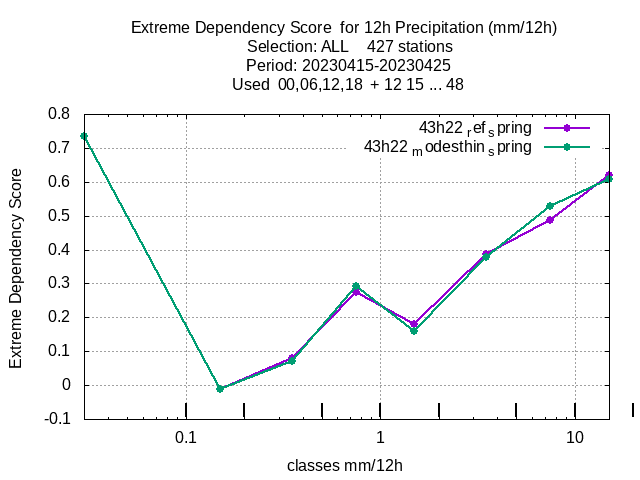 Extreme Dependency Score  for 12h Precipitation (mm/12h)
Selection: ALL    427 stations
Period: 20230415-20230425
Used  00,06,12,18  + 12 15 ... 48
43h22 ref spring
43h22 modesthin spring
Extreme Dependency Score
0.8
0.7
0.6
0.5
0.4
0.3
0.2
0.1
0
-0.1
0.1 1 10
classes mm/12h